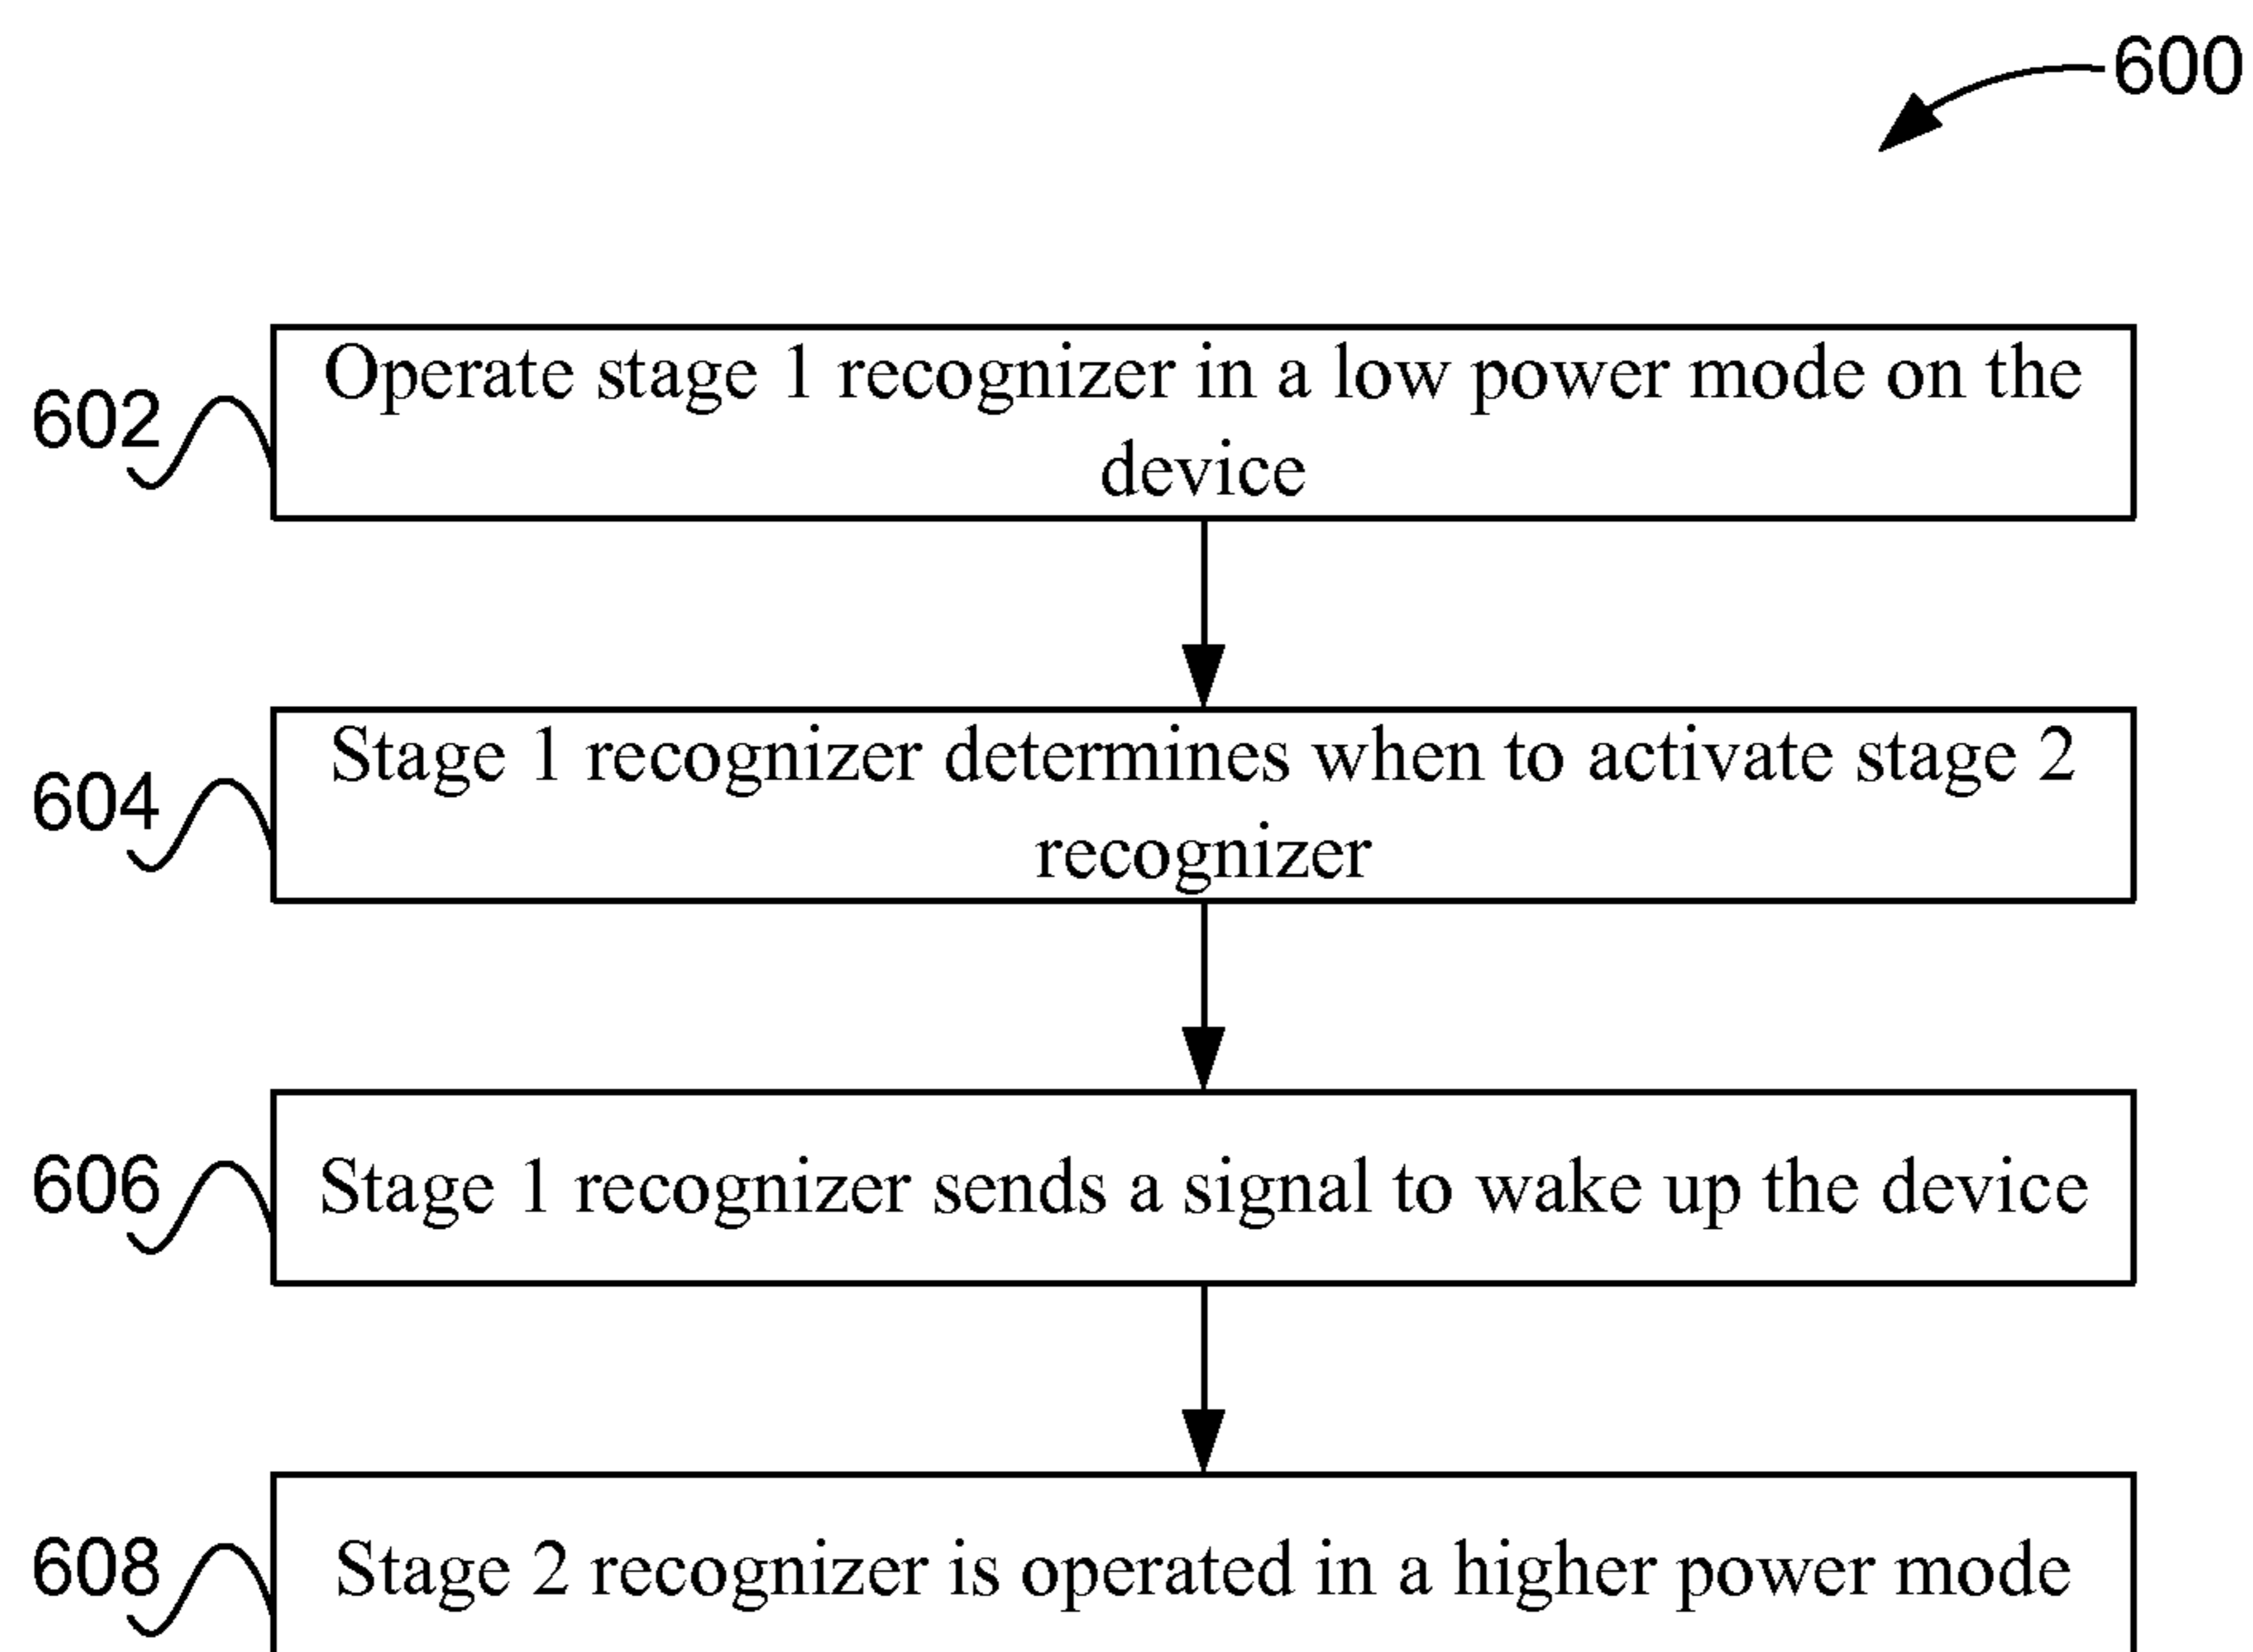 600
602
Operate stage 1 recognizer in a low power mode on the
device
604
Stage 1 recognizer determines when to activate stage 2
recognizer
606
Stage 1 recognizer sends a signal to wake up the device
608
Stage 2 recognizer is operated in a higher power mode